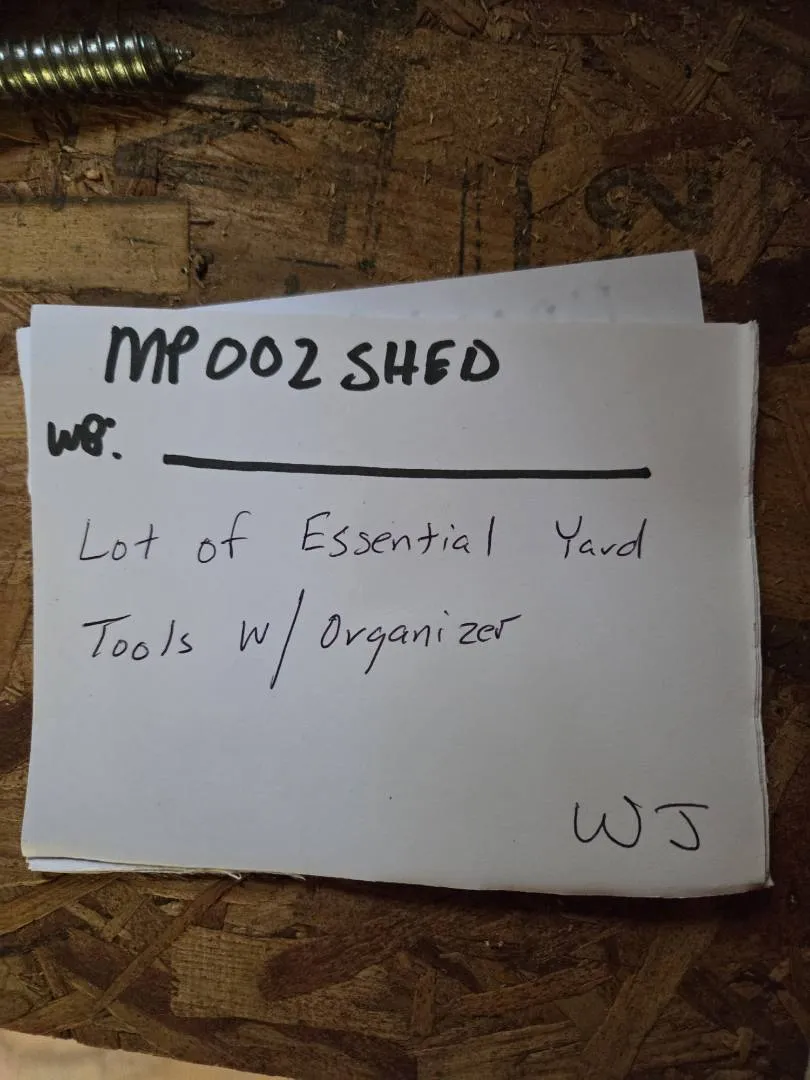 MP002 SHED
WB:
Lot of Essential Yard
Tools w/ Organizer
WJ